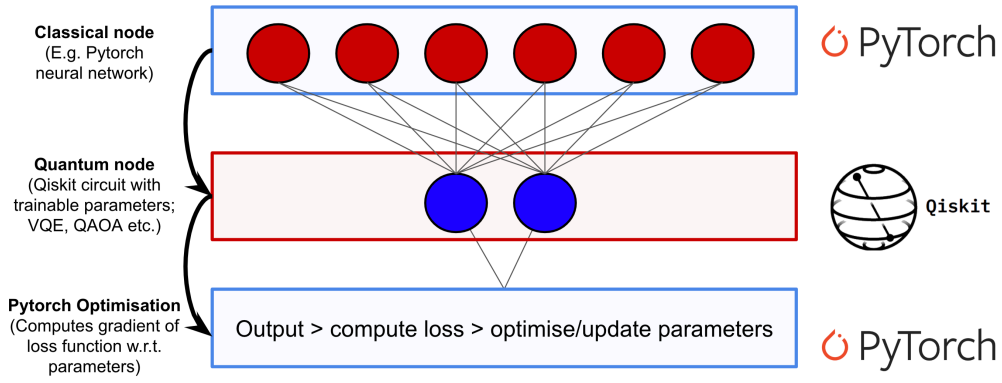 Classical node
(E.g. Pytorch
neural network)
PyTorch
Quantum node
(Qiskit circuit with
trainable parameters;
VQE, QAOA etc.)
Qiskit
Pytorch Optimisation
(Computes gradient of
loss function w.r.t.
parameters)
Output > compute loss > optimise/update parameters
PyTorch